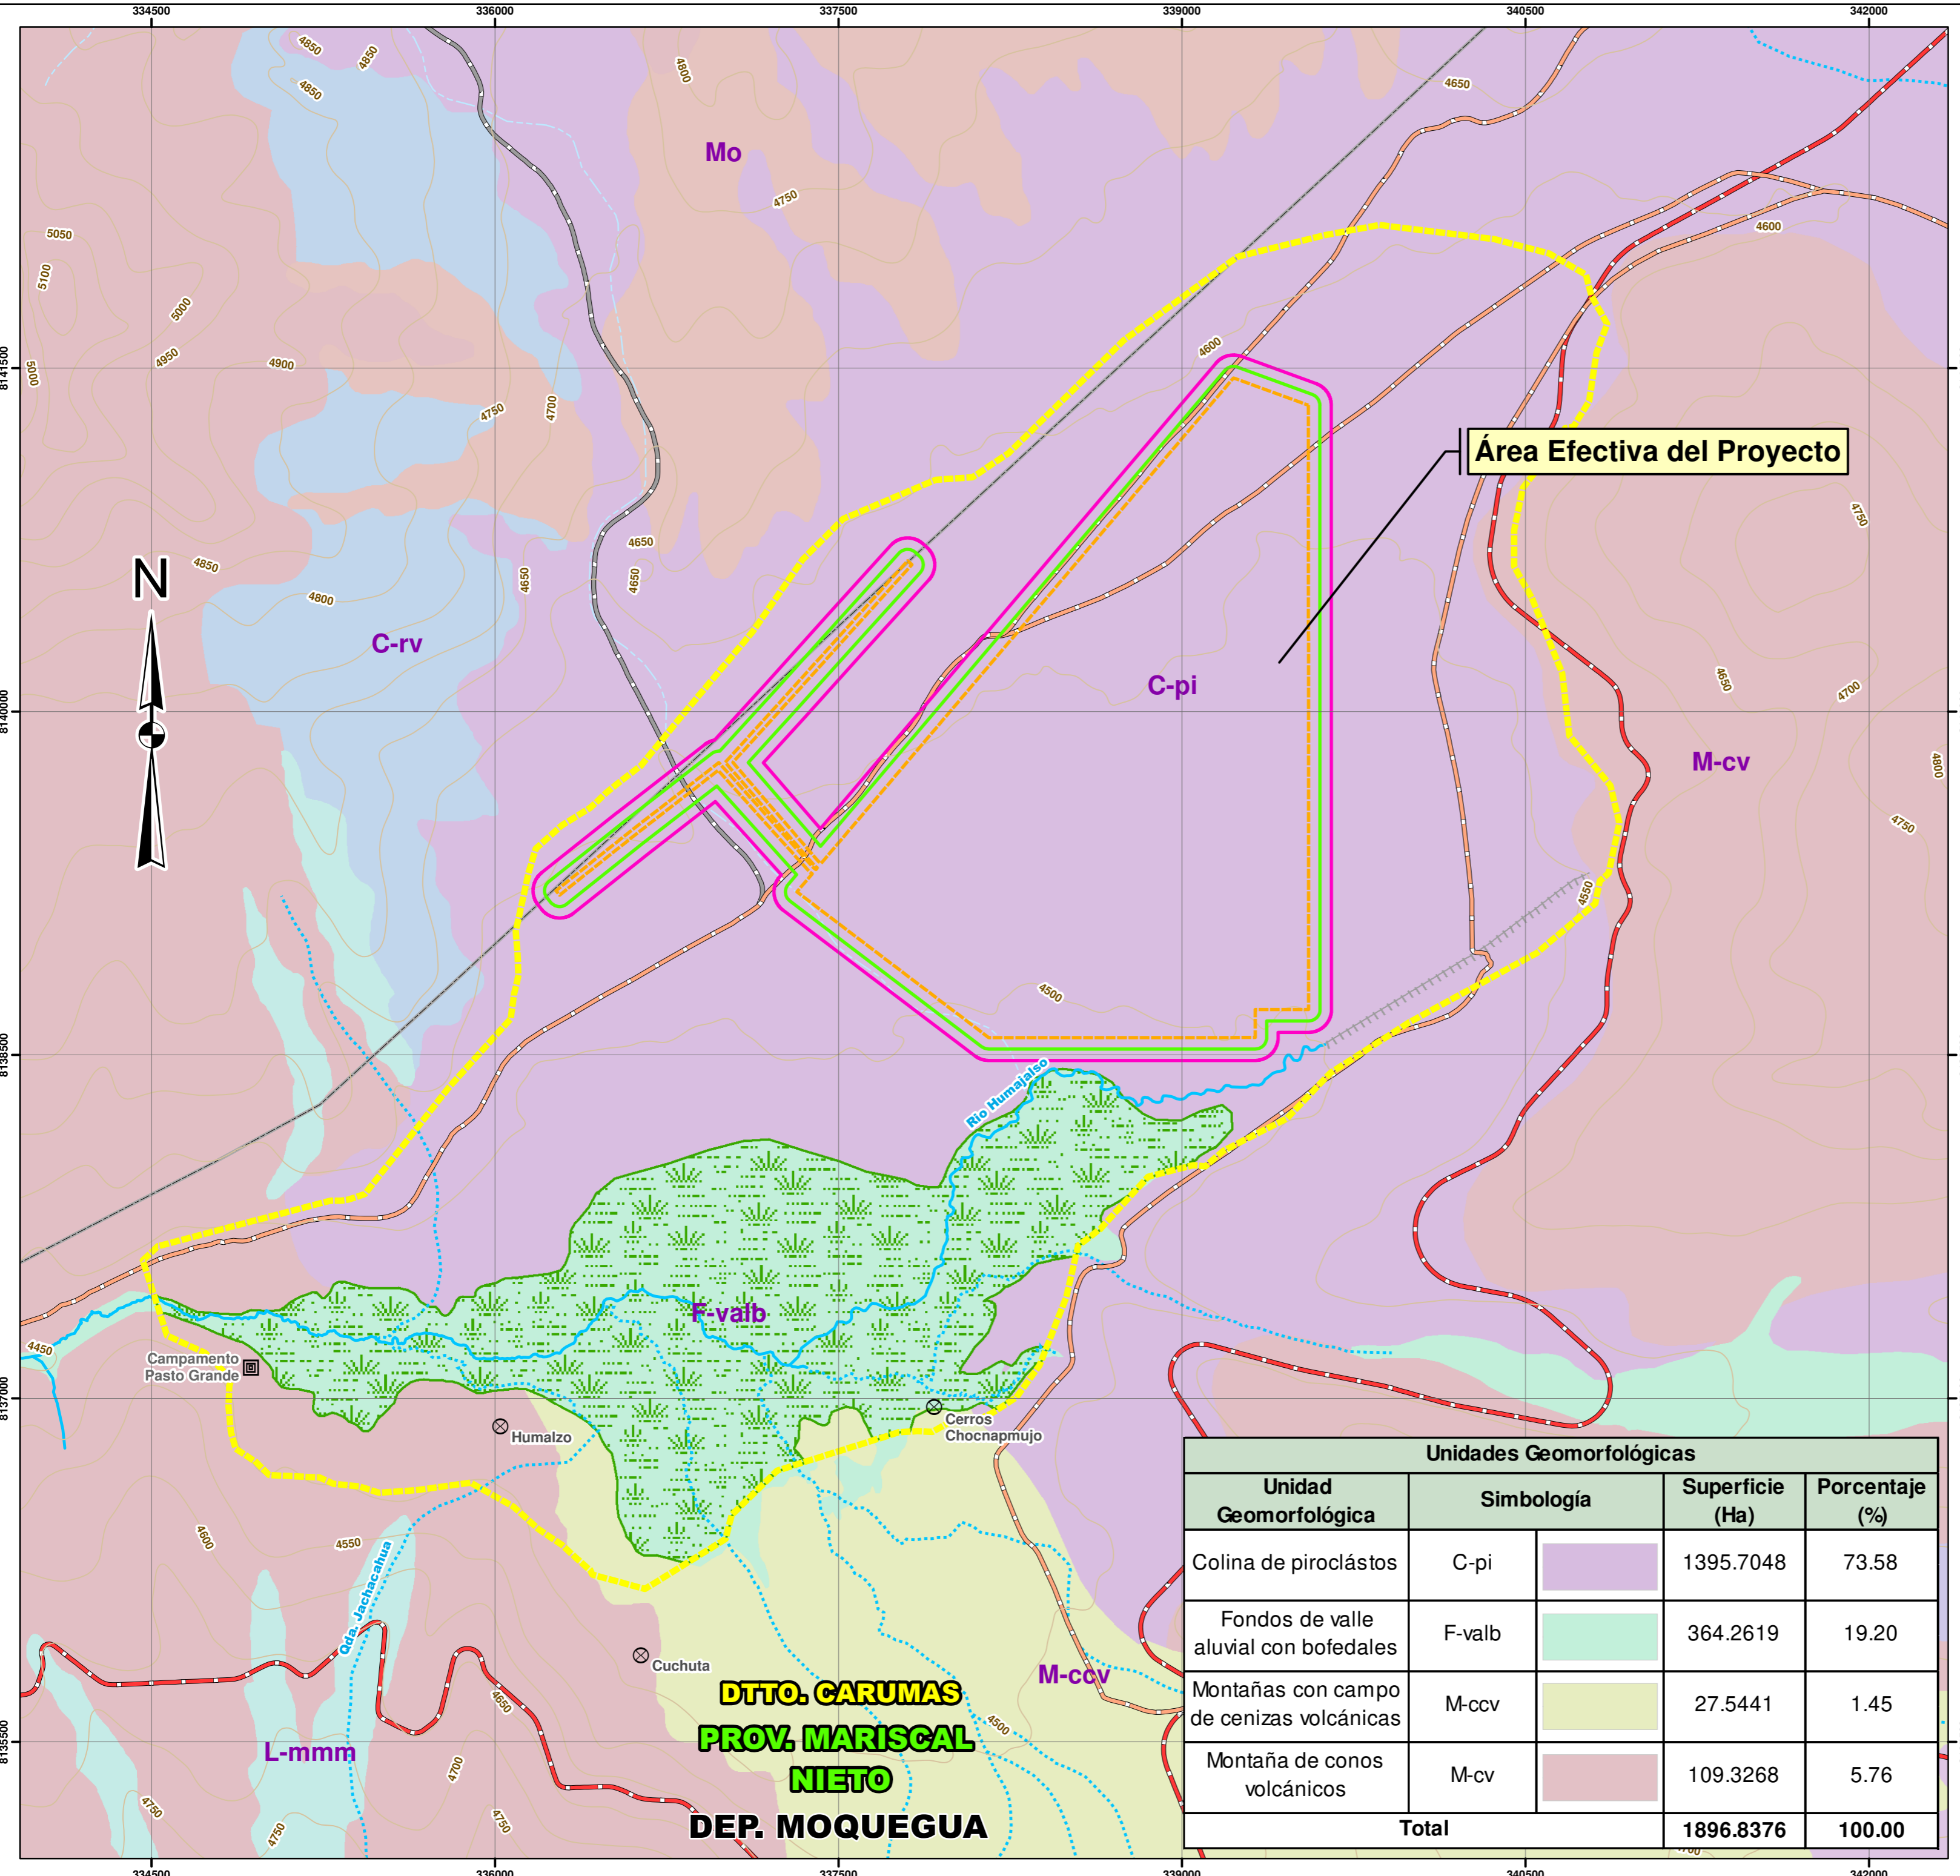 334500 336000 337500 339000 340500 342000
4850
4850
4850
4800
4650
Mo
4750
5050
5100
4600
5000
4950
5000
4900
4600
8141500
4750
4700
Área Efectiva del Proyecto
4750
4650
4850
4650
4650
N
4800
C-rv
C-pi
4650
4700
8140000
M-cv
4800
4750
4550
4500
8138500
Rio Humajalso
F-valb
4450
Campamento
Pasto Grande
8137000
Cerros
Chocnapmujo
Humalzo
4600
4550
Qda. Jachacahua
Cuchuta
M-ccv
4650
DTTO. CARUMAS
4500
PROV. MARISCAL
NIETO
8135500
L-mmm
4700
4750
4750
4750
DEP. MOQUEGUA
Unidades Geomorfológicas
Unidad Geomorfológica Simbología Superficie (Ha) Porcentaje (%)
Colina de piroclástos C-pi 1395.7048 73.58
Fondos de valle aluvial con bofedales F-valb 364.2619 19.20
Montañas con campo de cenizas volcánicas M-ccv 27.5441 1.45
Montaña de conos volcánicos M-cv 109.3268 5.76
Total 1896.8376 100.00
334500 336000 337500 339000 340500 342000